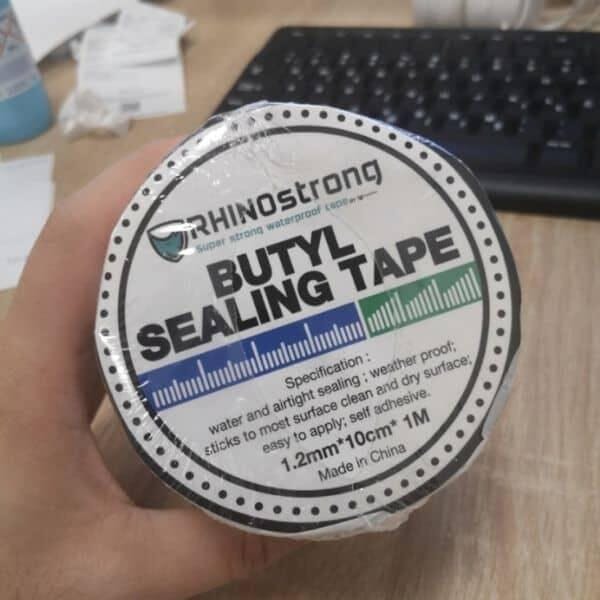 RHINOstrong
Super strong waterproof tape
BUTYL
SEALING TAPE
Specification :
water and airtight sealing ; weather proof;
sticks to most surface clean and dry surface;
easy to apply; self adhesive.
1.2mm*10cm* 1M
Made in China